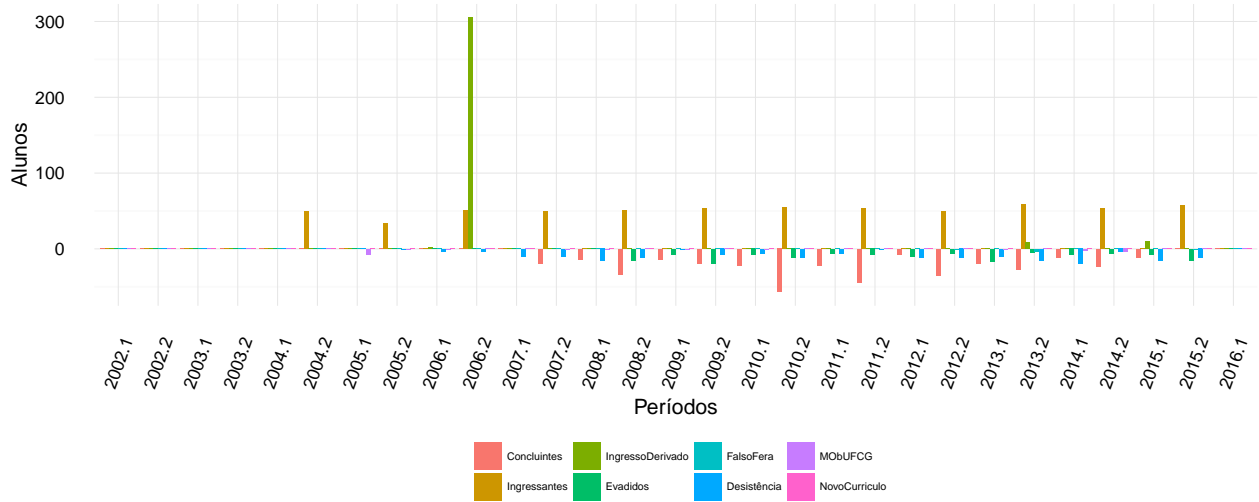 300
200
100
0
Alunos
2002.1 2002.2 2003.1 2003.2 2004.1 2004.2 2005.1 2005.2 2006.1 2006.2 2007.1 2007.2 2008.1 2008.2 2009.1 2009.2 2010.1 2010.2 2011.1 2011.2 2012.1 2012.2 2013.1 2013.2 2014.1 2014.2 2015.1 2015.2 2016.1
Períodos
Concluintes IngressoDerivado FalsoFera MObUFCG
Ingressantes Evadidos Desistência NovoCurriculo